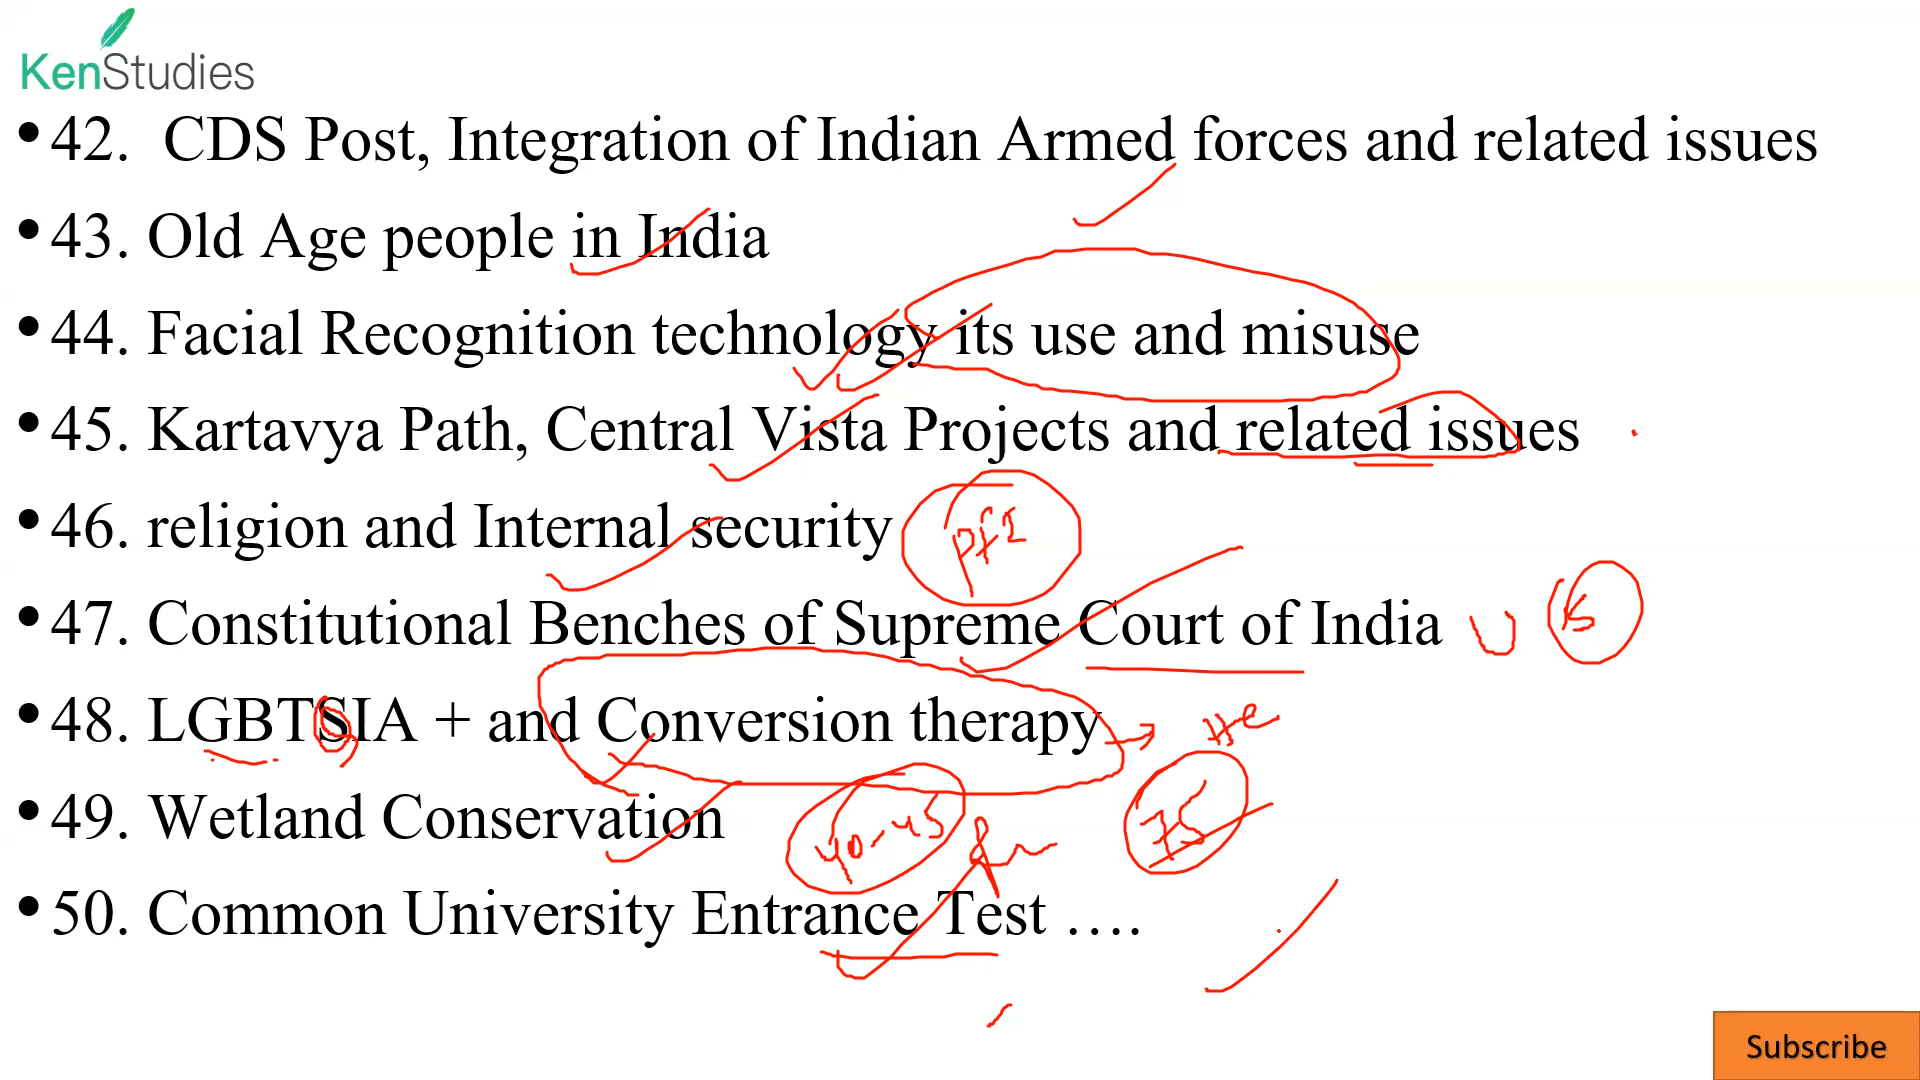 KenStudies
•42. CDS Post, Integration of Indian Armed forces and related issues
•43. Old Age people in India
•44. Facial Recognition technology its use and misuse
•45. Kartavya Path, Central Vista Projects and related issues
•46. religion and Internal security PFI
•47. Constitutional Benches of Supreme Court of India
•48. LGBTSIA + and Conversion therapy
•49. Wetland Conservation 40-45 75
•50. Common University Entrance Test ….
Subscribe